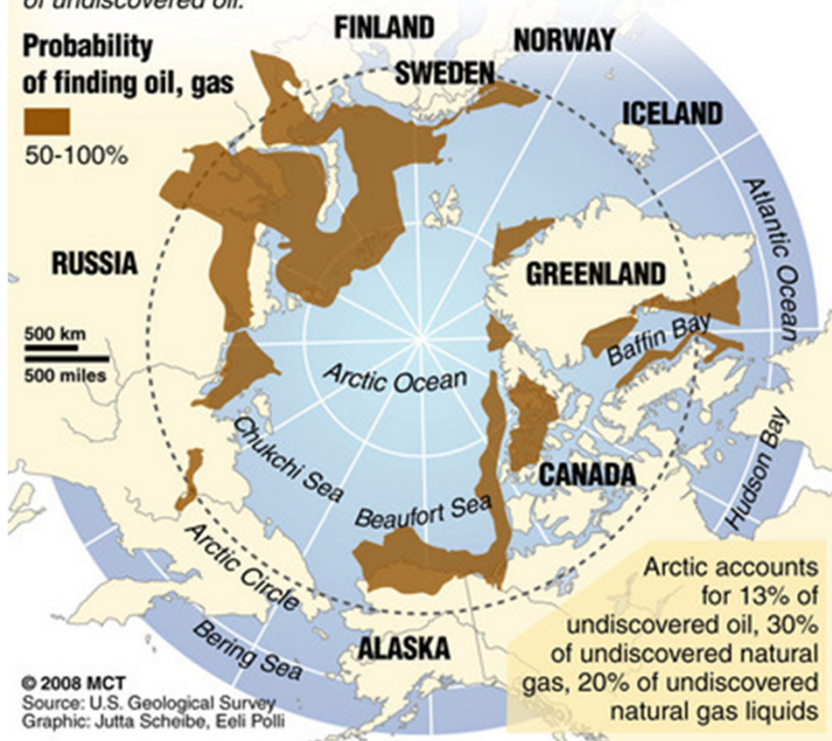 of undiscovered oil.
Probability
of finding oil, gas
50-100%
FINLAND
NORWAY
SWEDEN
ICELAND
Atlantic Ocean
RUSSIA
GREENLAND
500 km
500 miles
Baffin Bay
Arctic Ocean
Chukchi Sea
CANADA
Hudson Bay
Beaufort Sea
Arctic Circle
Bering Sea
ALASKA
Arctic accounts
for 13% of
undiscovered oil, 30%
of undiscovered natural
gas, 20% of undiscovered
natural gas liquids
© 2008 MCT
Source: U.S. Geological Survey
Graphic: Jutta Scheibe, Eeli Polli